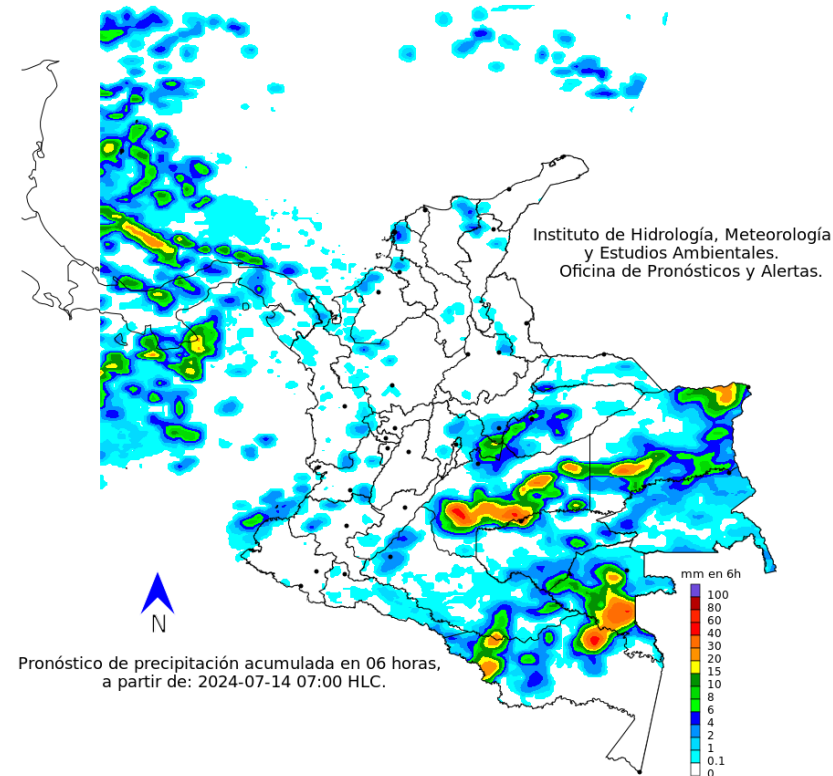 Instituto de Hidrología, Meteorología
y Estudios Ambientales.
Oficina de Pronósticos y Alertas.
N
Pronóstico de precipitación acumulada en 06 horas,
a partir de: 2024-07-14 07:00 HLC.
mm en 6h
100
80
60
40
30
20
15
10
8
6
4
2
1
0.1
0